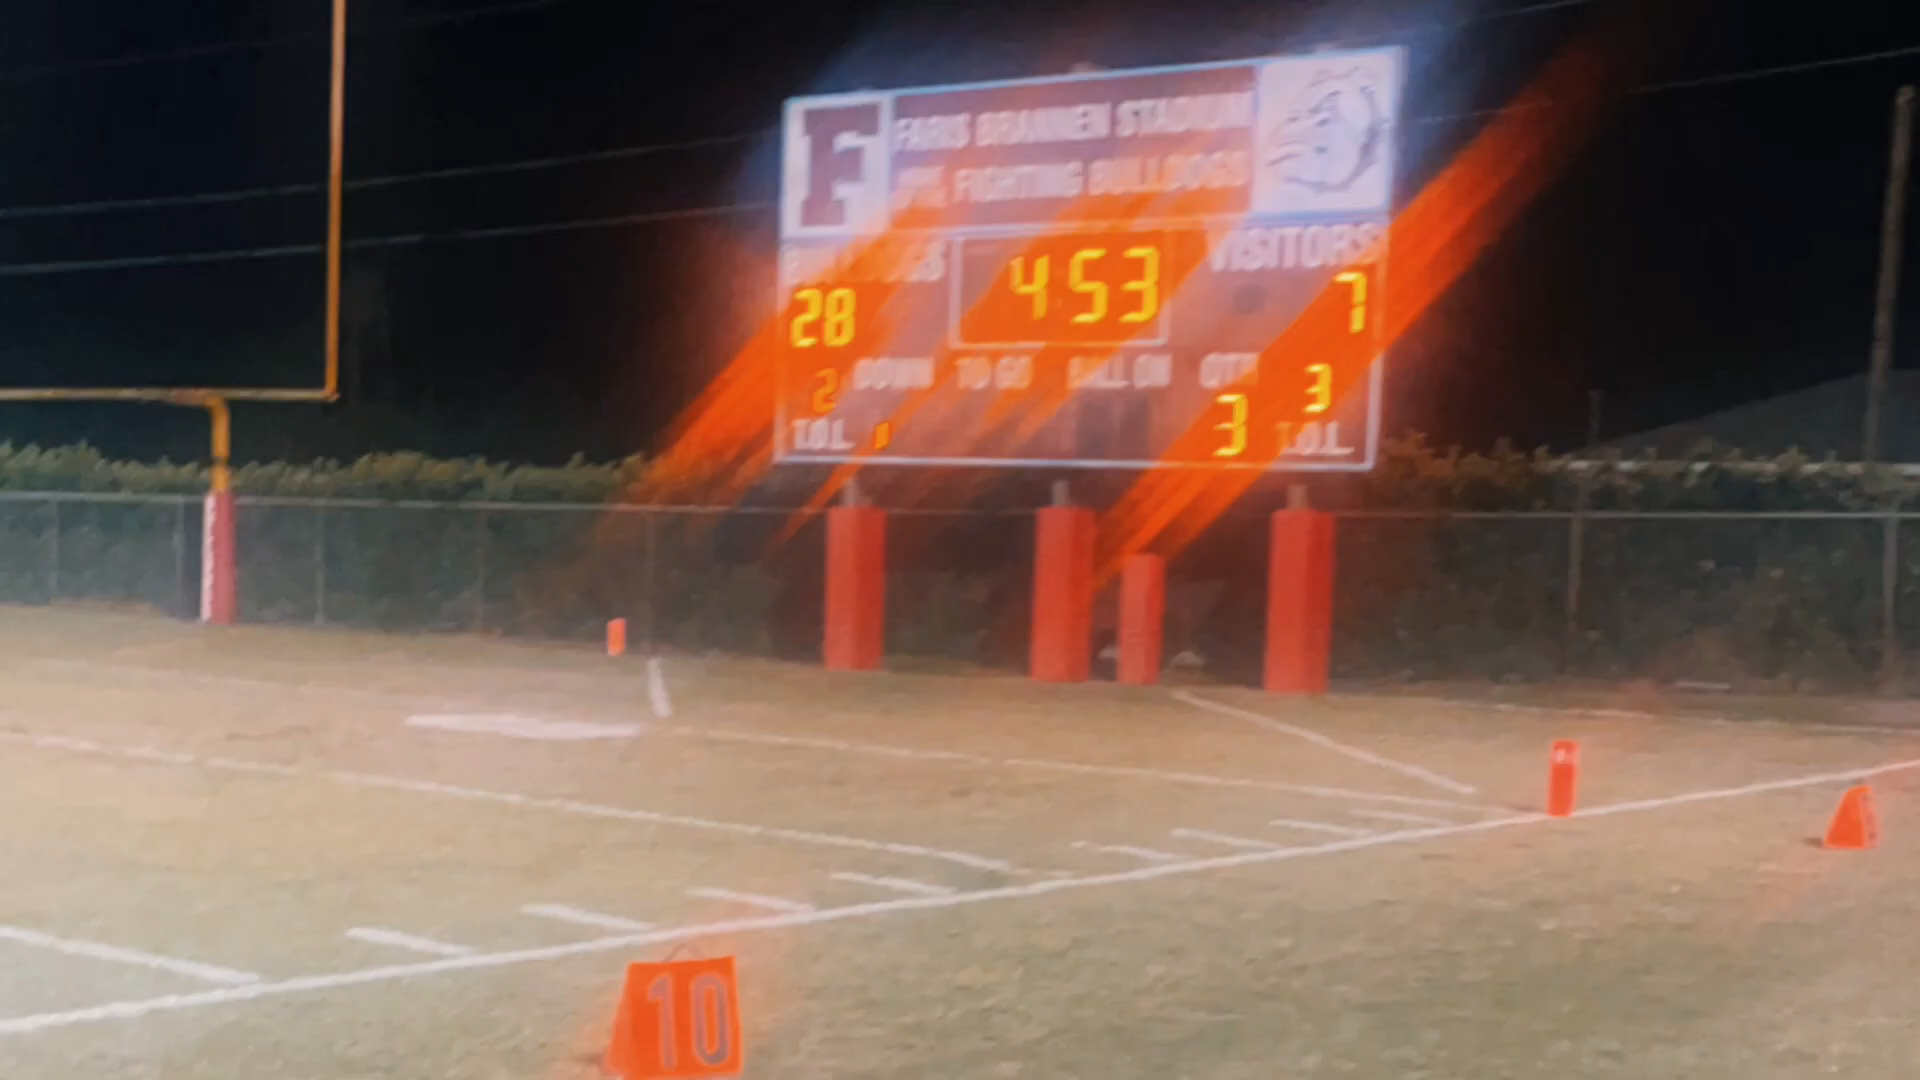 F
FARIS BRANNEN STADIUM
FIGHTING BULLDOGS
BULLDOGS 4:53 VISITORS
28 7
2 DOWN TO GO BALL ON QTR 3
T.O.L. 3 T.O.L.
10